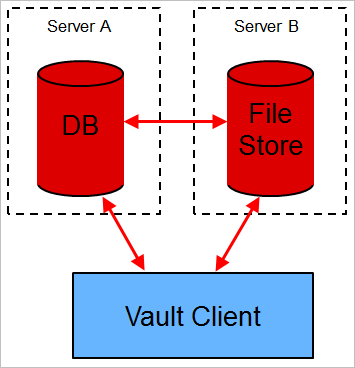 Server A
Server B
DB
File
Store
Vault Client